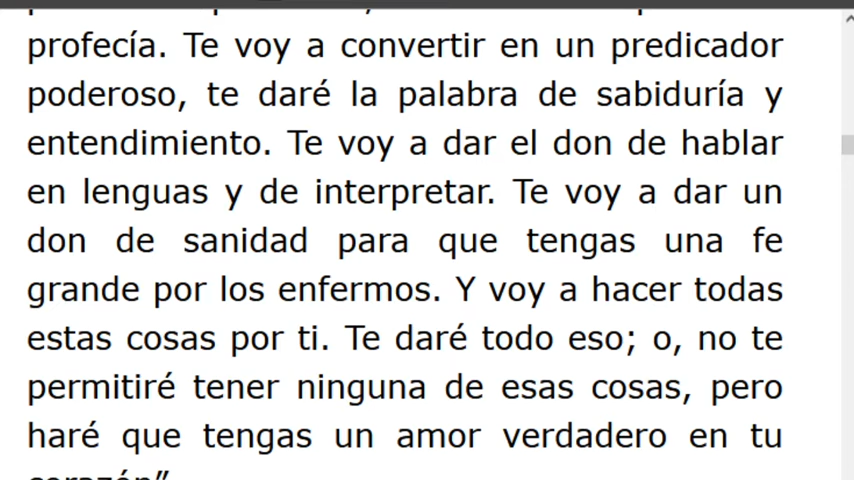 profecía. Te voy a convertir en un predicador
poderoso, te daré la palabra de sabiduría y
entendimiento. Te voy a dar el don de hablar
en lenguas y de interpretar. Te voy a dar un
don de sanidad para que tengas una fe
grande por los enfermos. Y voy a hacer todas
estas cosas por ti. Te daré todo eso; o, no te
permitiré tener ninguna de esas cosas, pero
haré que tengas un amor verdadero en tu
corazón”